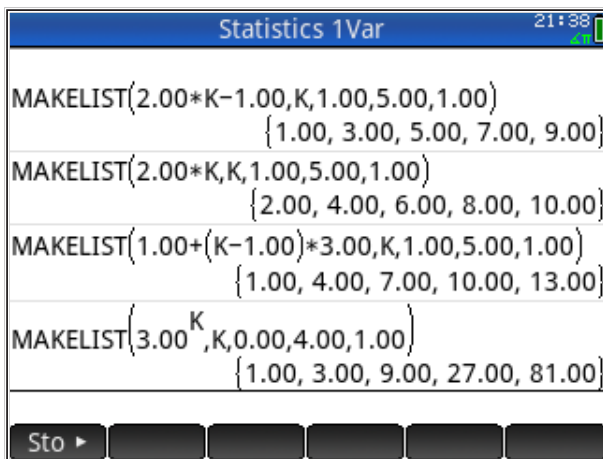 Statistics 1Var 21:38
∡π
MAKELIST(2.00*K−1.00,K,1.00,5.00,1.00)
{1.00, 3.00, 5.00, 7.00, 9.00}
MAKELIST(2.00*K,K,1.00,5.00,1.00)
{2.00, 4.00, 6.00, 8.00, 10.00}
MAKELIST(1.00+(K−1.00)*3.00,K,1.00,5.00,1.00)
{1.00, 4.00, 7.00, 10.00, 13.00}
MAKELIST(3.00^K,K,0.00,4.00,1.00)
{1.00, 3.00, 9.00, 27.00, 81.00}
Sto ►